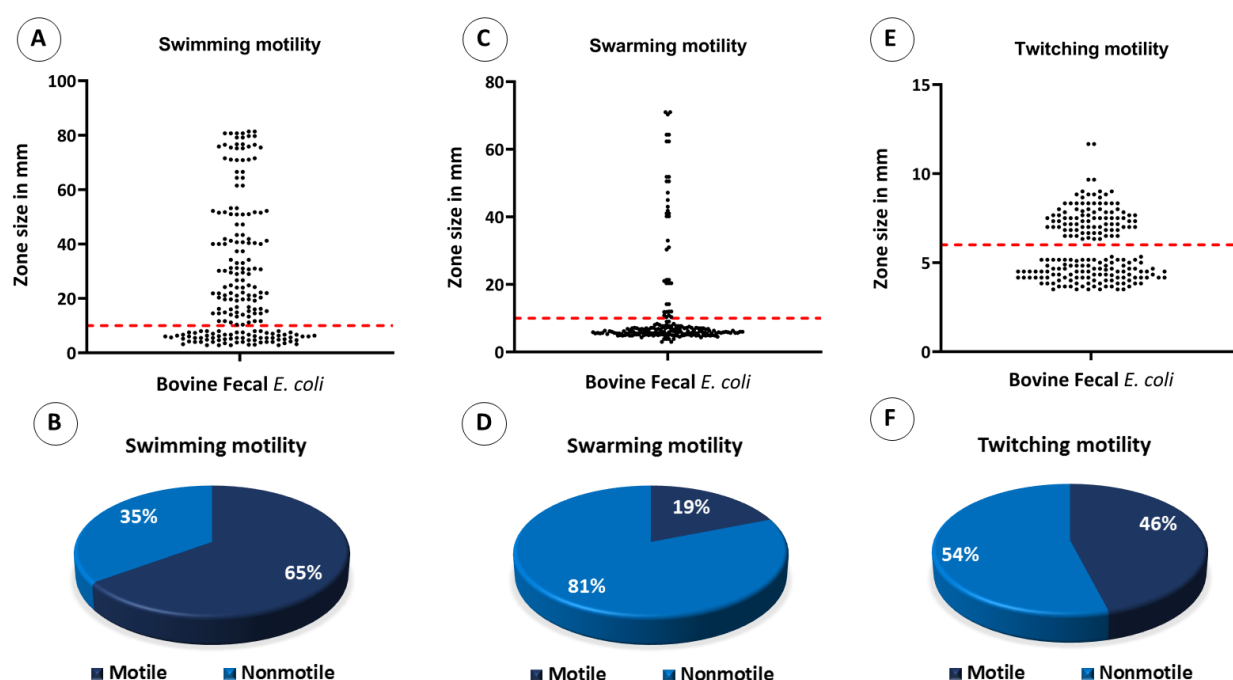 A
Swimming motility
Zone size in mm
100
80
60
40
20
0
Bovine Fecal E. coli
C
Swarming motility
Zone size in mm
80
60
40
20
0
Bovine Fecal E. coli
E
Twitching motility
Zone size in mm
15
10
5
0
Bovine Fecal E. coli
B
Swimming motility
35%
65%
Motile
Nonmotile
D
Swarming motility
19%
81%
Motile
Nonmotile
F
Twitching motility
46%
54%
Motile
Nonmotile